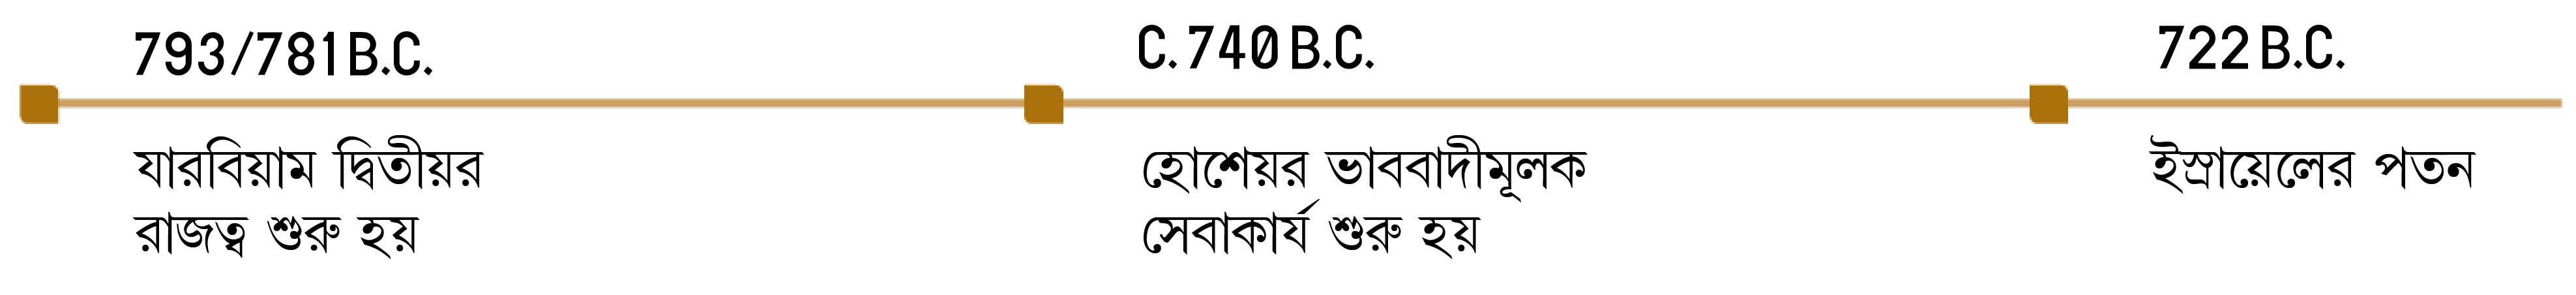 793/781 B.C.
যারবিয়াম দ্বিতীয়র
রাজত্ব শুরু হয়
C. 740 B.C.
হোশেয়র ভাববাদীমূলক
সেবাকার্য শুরু হয়
722 B.C.
ইস্রায়েলের পতন